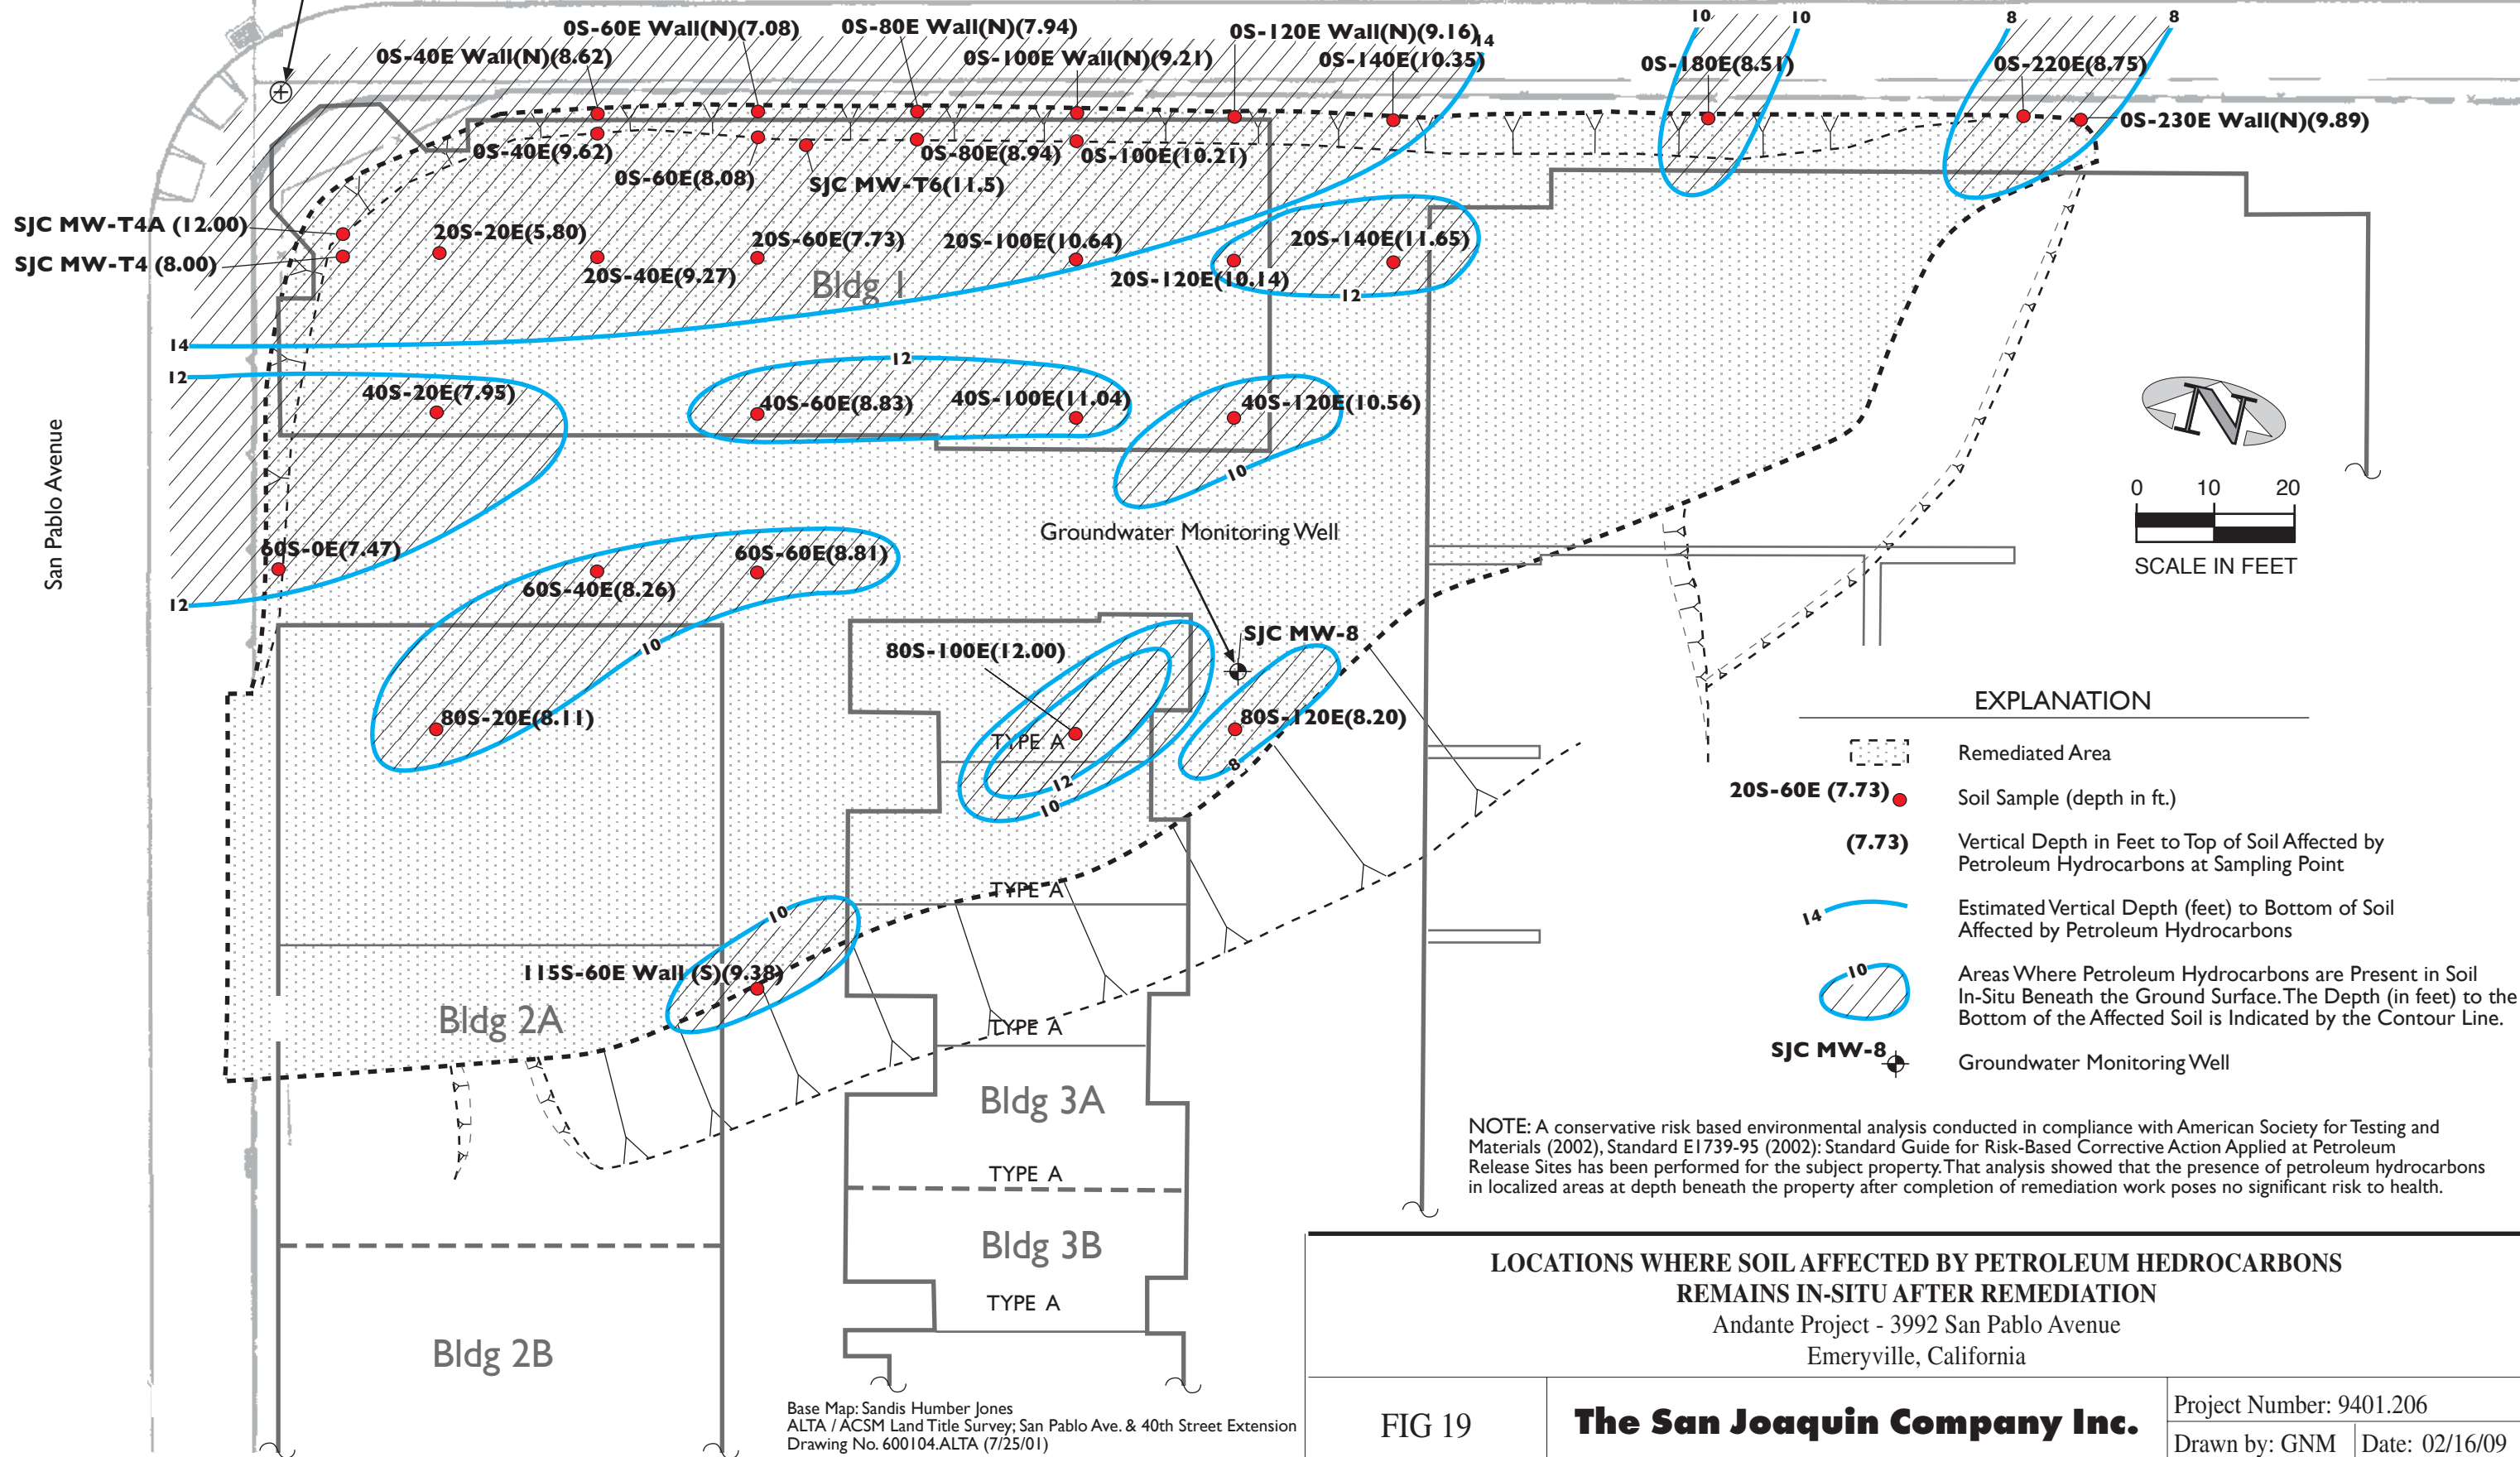 10
10
8
8
0S-60E Wall(N)(7.08)
0S-80E Wall(N)(7.94)
0S-120E Wall(N)(9.16)
14
0S-40E Wall(N)(8.62)
0S-100E Wall(N)(9.21)
0S-140E(10.35)
0S-180E(8.51)
0S-220E(8.75)
0S-230E Wall(N)(9.89)
0S-40E(9.62)
0S-80E(8.94)
0S-100E(10.21)
0S-60E(8.08)
SJC MW-T6(11.5)
SJC MW-T4A (12.00)
20S-20E(5.80)
20S-60E(7.73)
20S-100E(10.64)
20S-140E(11.65)
SJC MW-T4 (8.00)
20S-40E(9.27)
Bldg 1
20S-120E(10.14)
12
14
12
12
40S-20E(7.95)
40S-60E(8.83)
40S-100E(11.04)
40S-120E(10.56)
10
San Pablo Avenue
N
0 10 20
SCALE IN FEET
Groundwater Monitoring Well
60S-0E(7.47)
60S-60E(8.81)
60S-40E(8.26)
12
10
SJC MW-8
80S-100E(12.00)
80S-20E(8.11)
80S-120E(8.20)
TYPE A
8
12
10
TYPE A
10
115S-60E Wall (S)(9.38)
Bldg 2A
TYPE A
Bldg 3A
TYPE A
Bldg 3B
TYPE A
Bldg 2B
EXPLANATION
Remediated Area
20S-60E (7.73)
Soil Sample (depth in ft.)
(7.73)
Vertical Depth in Feet to Top of Soil Affected by
Petroleum Hydrocarbons at Sampling Point
14
Estimated Vertical Depth (feet) to Bottom of Soil
Affected by Petroleum Hydrocarbons
10
Areas Where Petroleum Hydrocarbons are Present in Soil
In-Situ Beneath the Ground Surface. The Depth (in feet) to the
Bottom of the Affected Soil is Indicated by the Contour Line.
SJC MW-8
Groundwater Monitoring Well
NOTE: A conservative risk based environmental analysis conducted in compliance with American Society for Testing and
Materials (2002), Standard E1739-95 (2002): Standard Guide for Risk-Based Corrective Action Applied at Petroleum
Release Sites has been performed for the subject property. That analysis showed that the presence of petroleum hydrocarbons
in localized areas at depth beneath the property after completion of remediation work poses no significant risk to health.
LOCATIONS WHERE SOIL AFFECTED BY PETROLEUM HEDROCARBONS
REMAINS IN-SITU AFTER REMEDIATION
Andante Project - 3992 San Pablo Avenue
Emeryville, California
Base Map: Sandis Humber Jones
ALTA / ACSM Land Title Survey; San Pablo Ave. & 40th Street Extension
Drawing No. 600104.ALTA (7/25/01)
FIG 19
The San Joaquin Company Inc.
Project Number: 9401.206
Drawn by: GNM
Date: 02/16/09